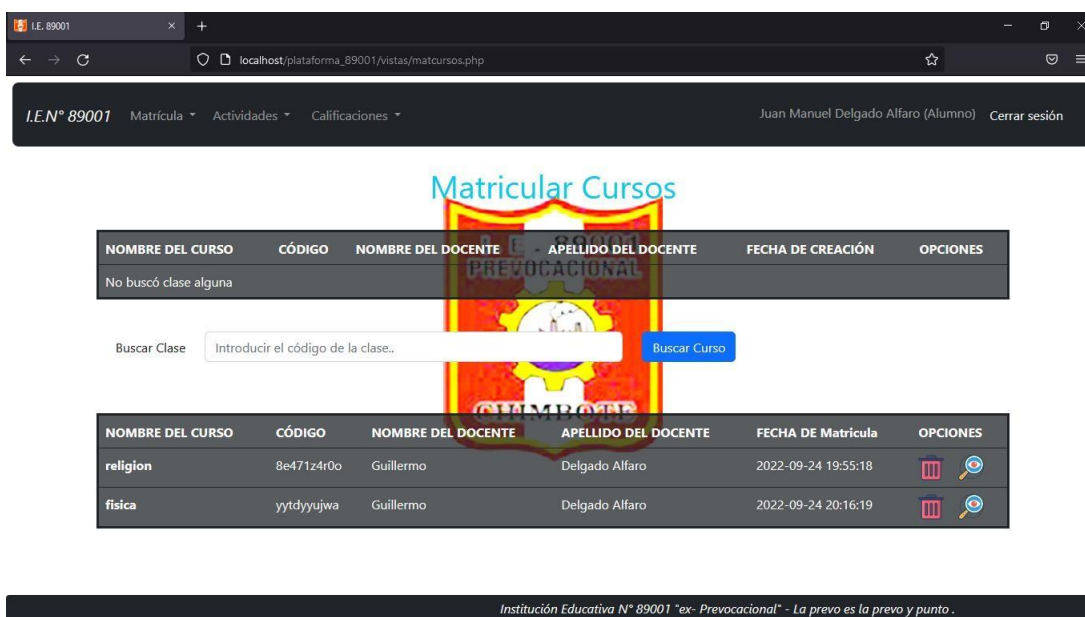 I.E. 89001
localhost/plataforma_89001/vistas/matcursos.php
I.E.N° 89001 Matrícula Actividades Calificaciones Juan Manuel Delgado Alfaro (Alumno) Cerrar sesión
Matricular Cursos
I. E. 89001
PREVOCACIONAL
NOMBRE DEL CURSO CÓDIGO NOMBRE DEL DOCENTE APELLIDO DEL DOCENTE FECHA DE CREACIÓN OPCIONES
No buscó clase alguna
Buscar Clase Introducir el código de la clase.. Buscar Curso
CHIMBOTE
NOMBRE DEL CURSO CÓDIGO NOMBRE DEL DOCENTE APELLIDO DEL DOCENTE FECHA DE Matricula OPCIONES
religion 8e471z4r0o Guillermo Delgado Alfaro 2022-09-24 19:55:18
fisica yytdyyujwa Guillermo Delgado Alfaro 2022-09-24 20:16:19
Institución Educativa N° 89001 "ex- Prevocacional" - La prevo es la prevo y punto .